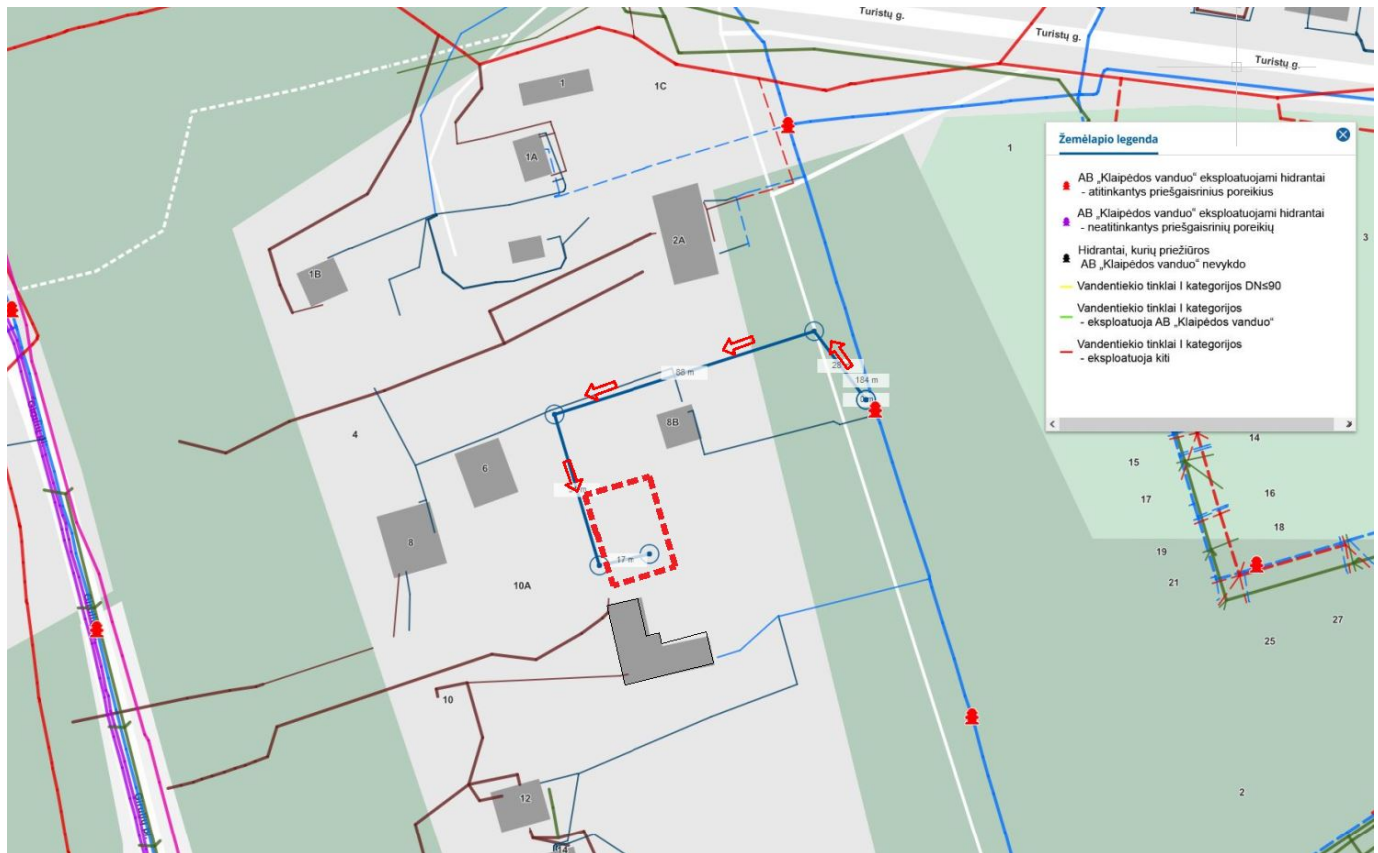 Turistų g.
Turistų g.
Turistų g.
1
1C
1A
2A
1B
1
3
Žemėlapio legenda
AB „Klaipėdos vanduo“ eksploatuojami hidrantai
- atitinkantys priešgaisrinius poreikius
AB „Klaipėdos vanduo“ eksploatuojami hidrantai
- neatitinkantys priešgaisrinių poreikių
Hidrantai, kurių priežiūros
AB „Klaipėdos vanduo“ nevykdo
Vandentiekio tinklai I kategorijos DN≤90
Vandentiekio tinklai I kategorijos
- eksploatuoja AB „Klaipėdos vanduo“
Vandentiekio tinklai I kategorijos
- eksploatuoja kiti
88 m
184 m
8B
4
6
8
17 m
10A
10
12
14
14
15
16
17
18
19
21
25
27
2